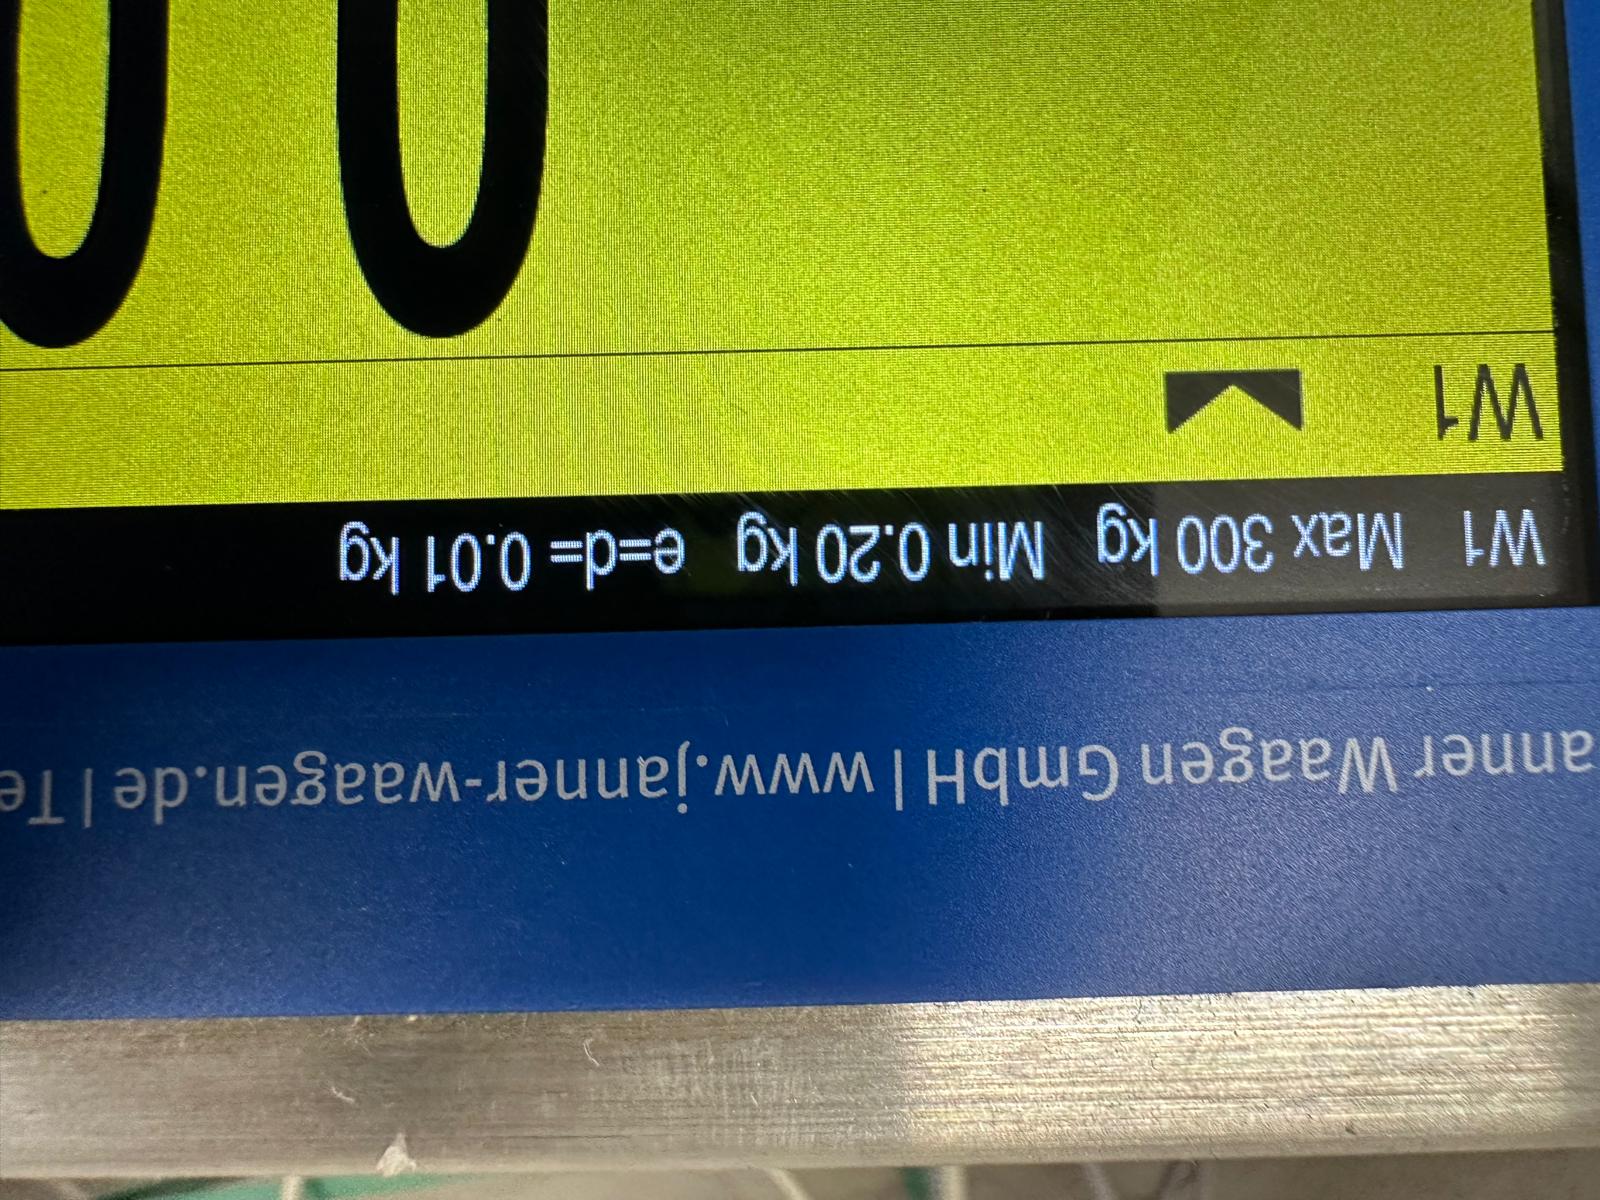 anner Waagen GmbH | www.janner-waagen.de | Te
W1 Max 300 kg Min 0.20 kg e=d= 0.01 kg
W1
00